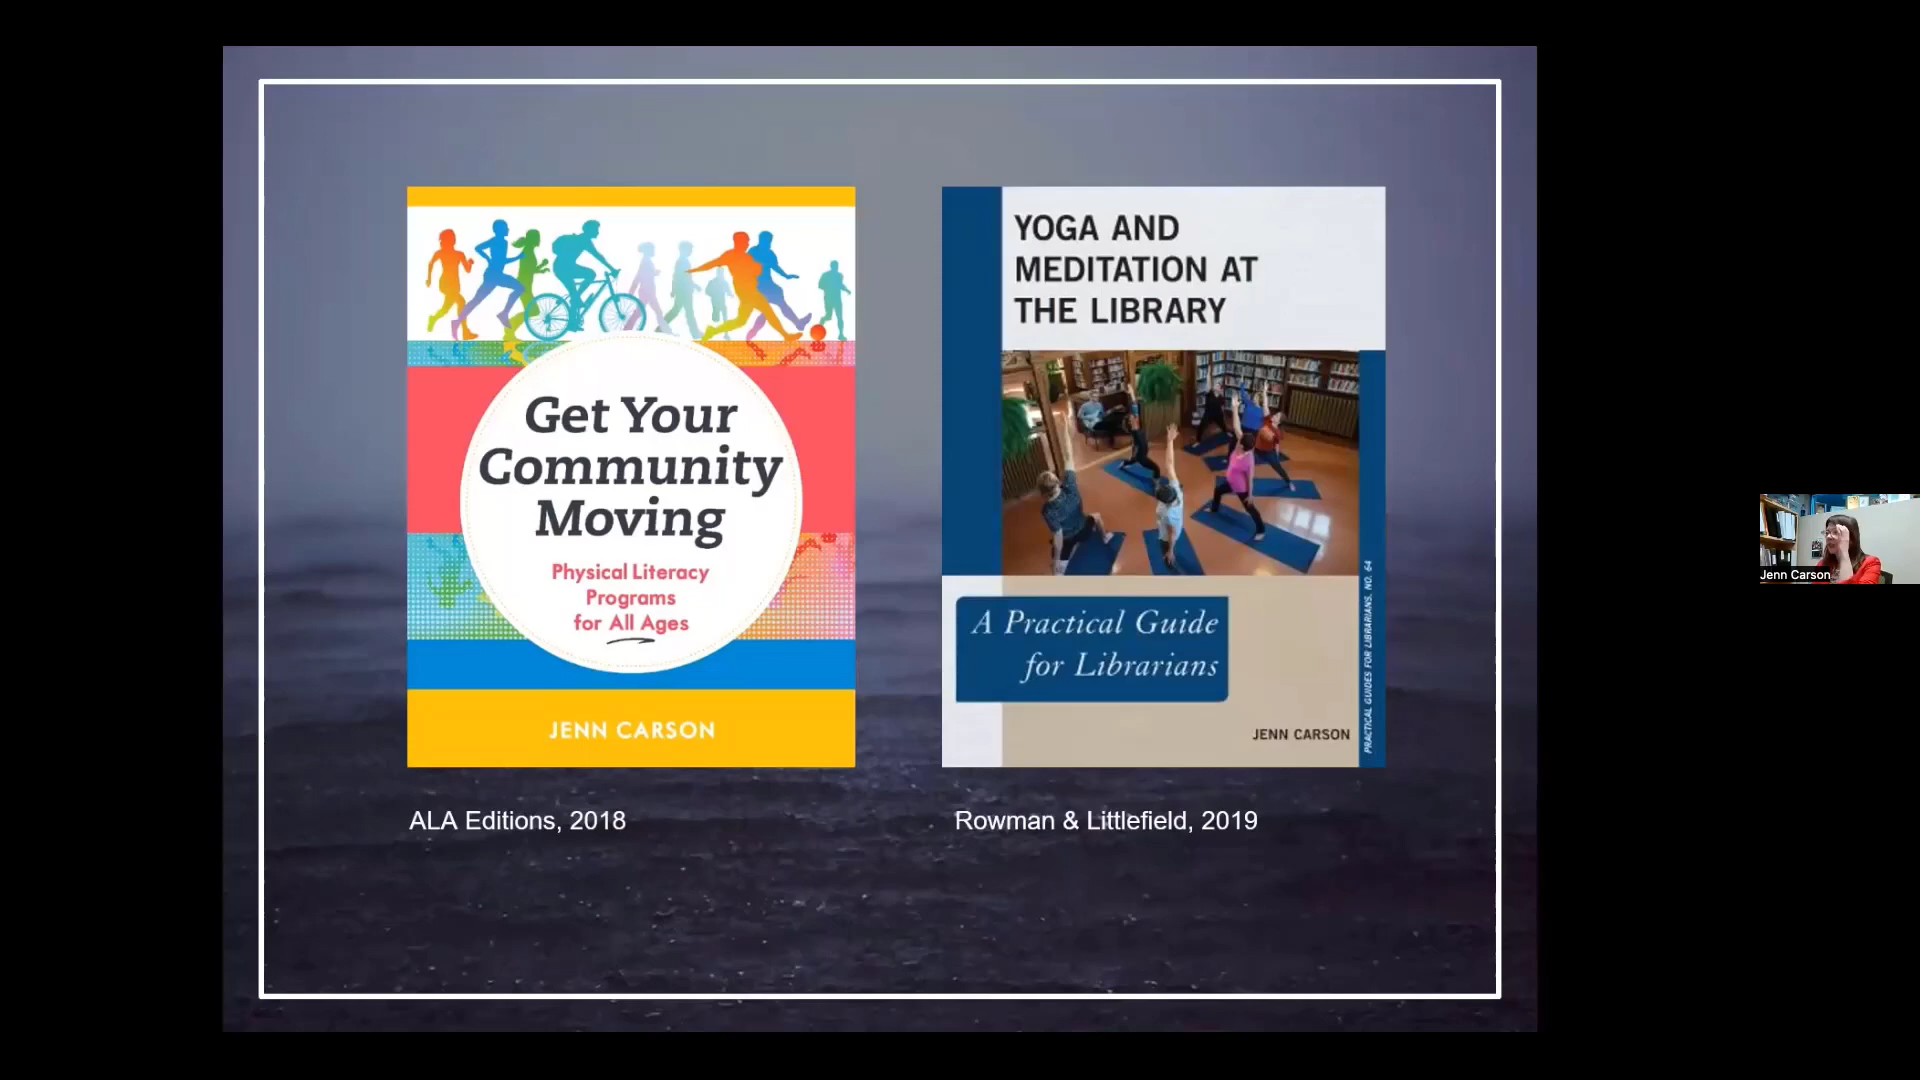 Get Your
Community
Moving
Physical Literacy
Programs
for All Ages
JENN CARSON
ALA Editions, 2018
YOGA AND
MEDITATION AT
THE LIBRARY
A Practical Guide
for Librarians
JENN CARSON
PRACTICAL GUIDES FOR LIBRARIANS, NO. 64
Rowman & Littlefield, 2019
Jenn Carson